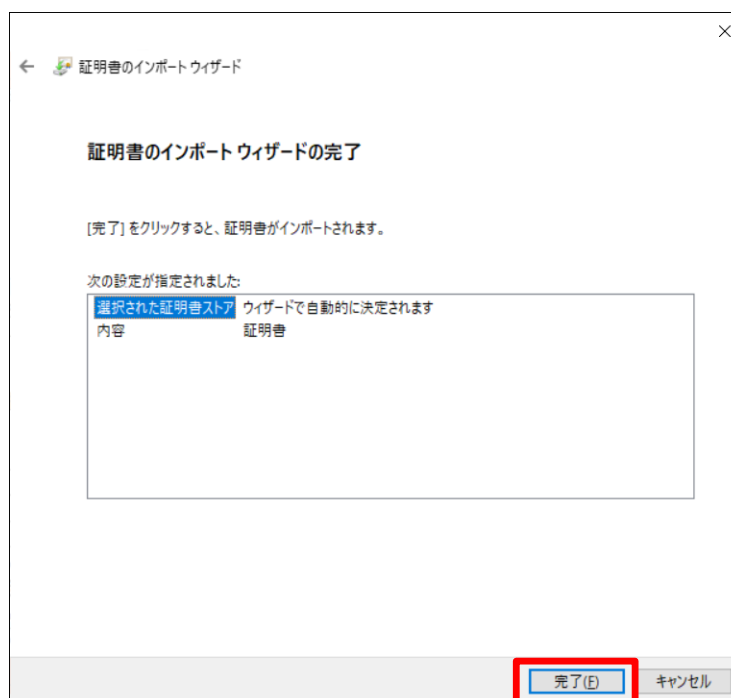 証明書のインポート ウィザード
証明書のインポート ウィザードの完了
[完了] をクリックすると、証明書がインポートされます。
次の設定が指定されました:
選択された証明書ストア ウィザードで自動的に決定されます
内容 証明書
完了(F) キャンセル